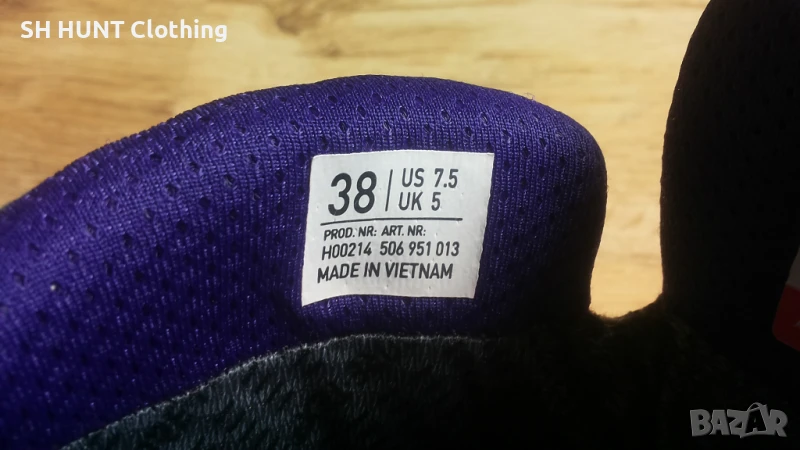 SH HUNT Clothing
38 | US 7.5
UK 5
PROD. NR: ART. NR:
H00214 506 951 013
MADE IN VIETNAM
BAZAR